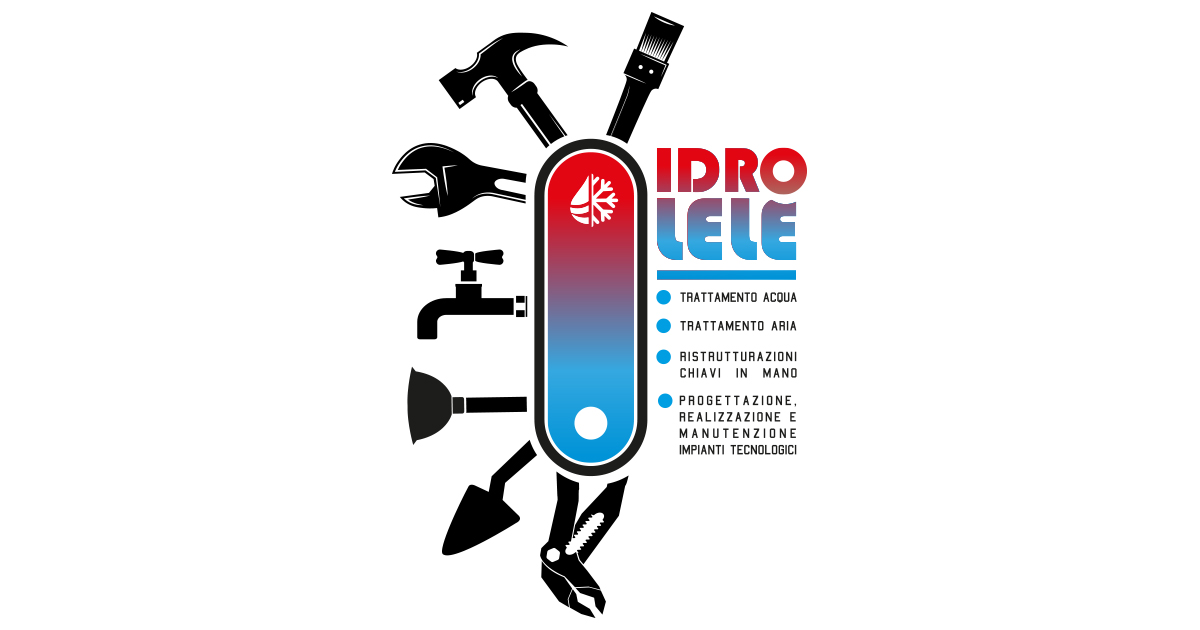 IDRO
LELE
TRATTAMENTO ACQUA
TRATTAMENTO ARIA
RISTRUTTURAZIONI
CHIAVI IN MANO
PROGETTAZIONE,
REALIZZAZIONE E
MANUTENZIONE
IMPIANTI TECNOLOGICI